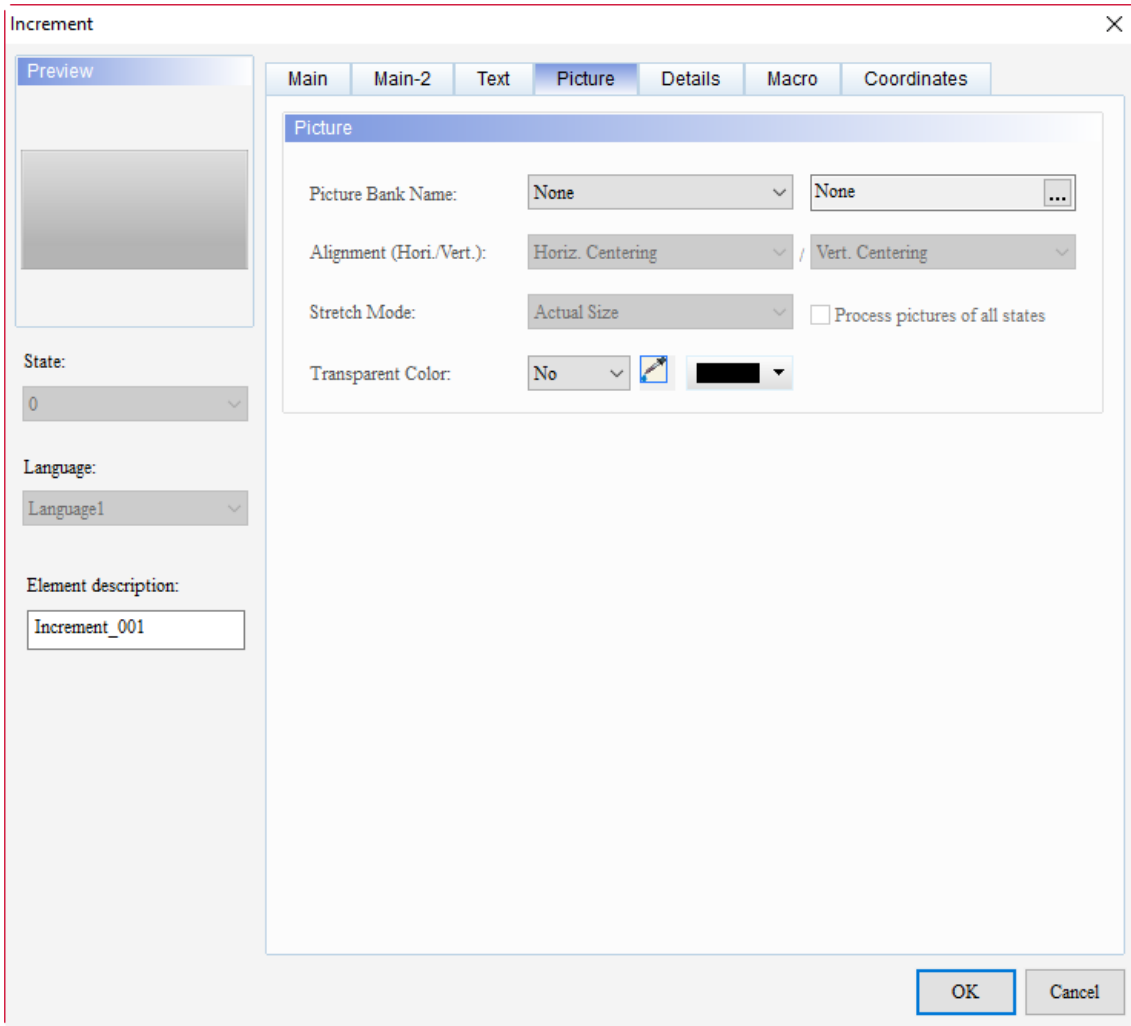 Increment
Preview
Main Main-2 Text Picture Details Macro Coordinates
Picture
Picture Bank Name: None None ...
Alignment (Hori./Vert.): Horiz. Centering / Vert. Centering
Stretch Mode: Actual Size Process pictures of all states
Transparent Color: No
State:
0
Language:
Language1
Element description:
Increment_001
OK Cancel